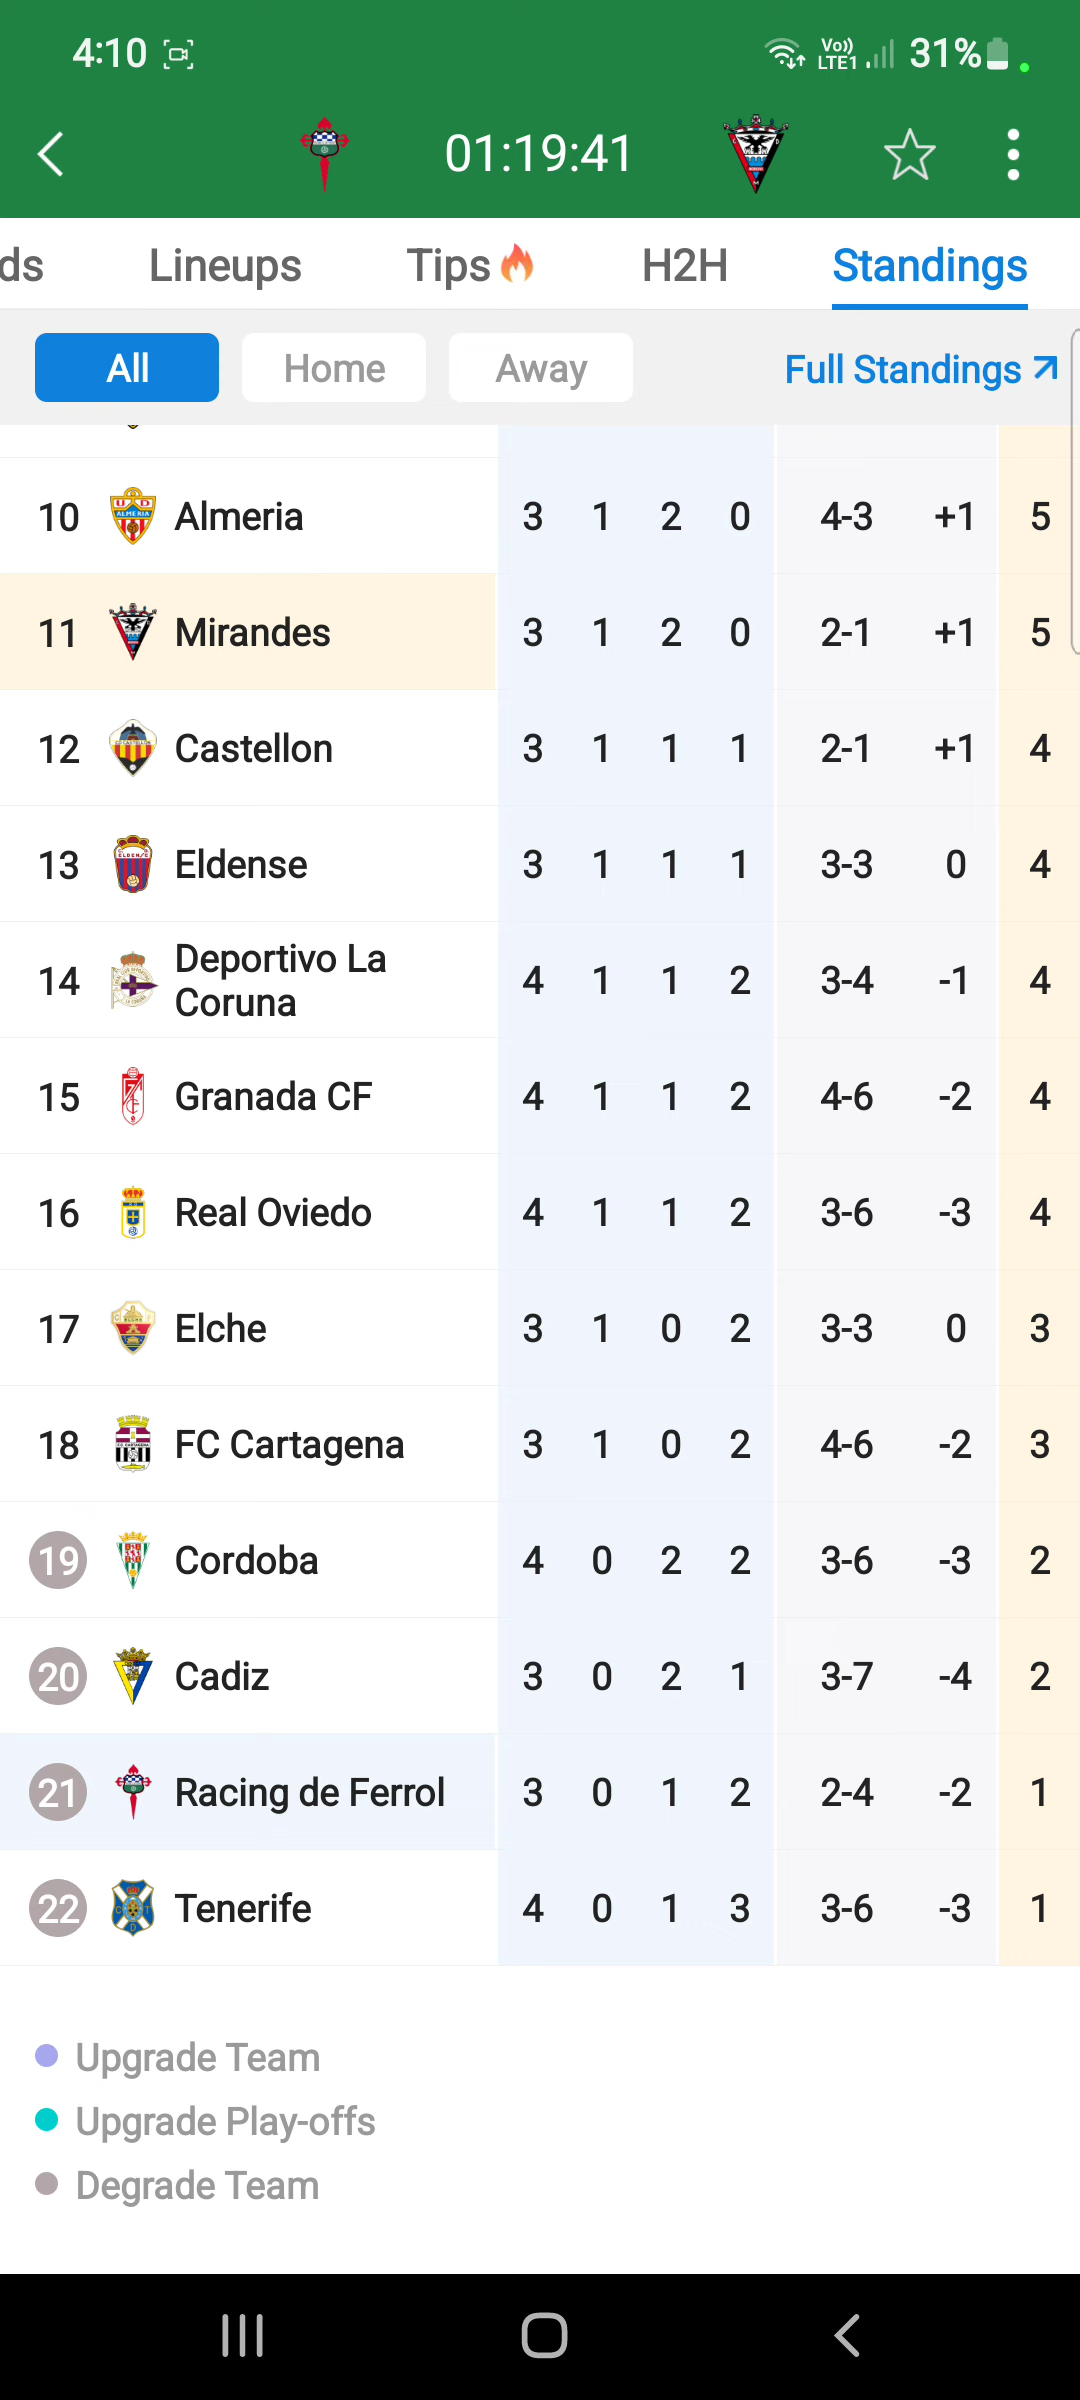 4:10 Vo)) LTE1 31%
01:19:41
ds Lineups Tips H2H Standings
All Home Away Full Standings
10 Almeria 3 1 2 0 4-3 +1 5
11 Mirandes 3 1 2 0 2-1 +1 5
12 Castellon 3 1 1 1 2-1 +1 4
13 Eldense 3 1 1 1 3-3 0 4
14 Deportivo La Coruna 4 1 1 2 3-4 -1 4
15 Granada CF 4 1 1 2 4-6 -2 4
16 Real Oviedo 4 1 1 2 3-6 -3 4
17 Elche 3 1 0 2 3-3 0 3
18 FC Cartagena 3 1 0 2 4-6 -2 3
19 Cordoba 4 0 2 2 3-6 -3 2
20 Cadiz 3 0 2 1 3-7 -4 2
21 Racing de Ferrol 3 0 1 2 2-4 -2 1
22 Tenerife 4 0 1 3 3-6 -3 1
Upgrade Team
Upgrade Play-offs
Degrade Team